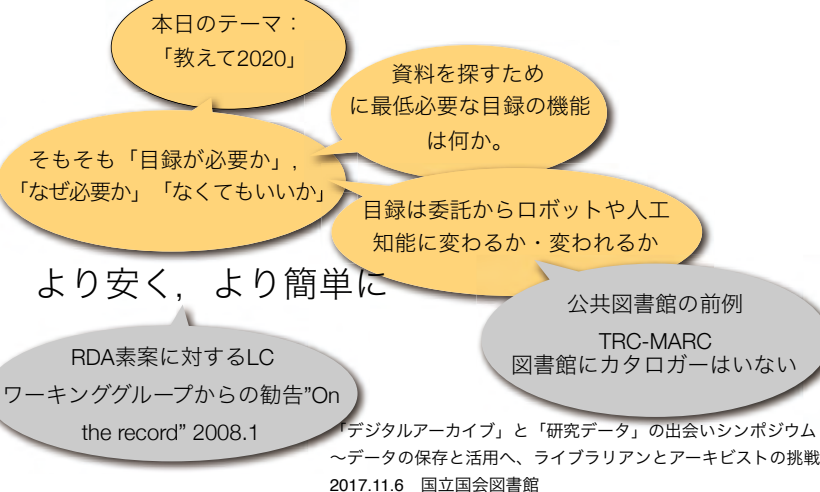 本日のテーマ：
「教えて2020」
資料を探すため
に最低必要な目録の機能
は何か。
そもそも「目録が必要か」,
「なぜ必要か」「なくてもいいか」
目録は委託からロボットや人工
知能に変わるか・変われるか
より安く, より簡単に
公共図書館の前例
TRC-MARC
図書館にカタロガーはいない
RDA素案に対するLC
ワーキンググループからの勧告”On
the record” 2008.1
「デジタルアーカイブ」と「研究データ」の出会いシンポジウム
～データの保存と活用へ、ライブラリアンとアーキビストの挑戦
2017.11.6 国立国会図書館